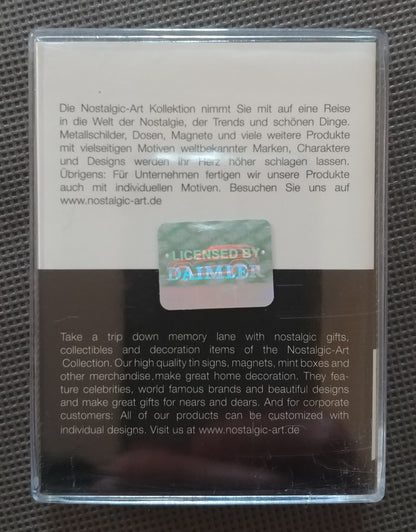 Die Nostalgic-Art Kollektion nimmt Sie mit auf eine Reise
in die Welt der Nostalgie, der Trends und schönen Dinge.
Metallschilder, Dosen, Magnete und viele weitere Produkte
mit vielseitigen Motiven weltbekannter Marken, Charaktere
und Designs werden Ihr Herz höher schlagen lassen.
Übrigens: Für Unternehmen fertigen wir unsere Produkte
auch mit individuellen Motiven. Besuchen Sie uns auf
www.nostalgic-art.de
·LICENSED BY·
DAIMLER
Take a trip down memory lane with nostalgic gifts,
collectibles and decoration items of the Nostalgic-Art
Collection. Our high quality tin signs, magnets, mint boxes and
other merchandise make great home decoration. They fea-
ture celebrities, world famous brands and beautiful designs
and make great gifts for nears and dears. And for corporate
customers: All of our products can be customized with
individual designs. Visit us at www.nostalgic-art.de